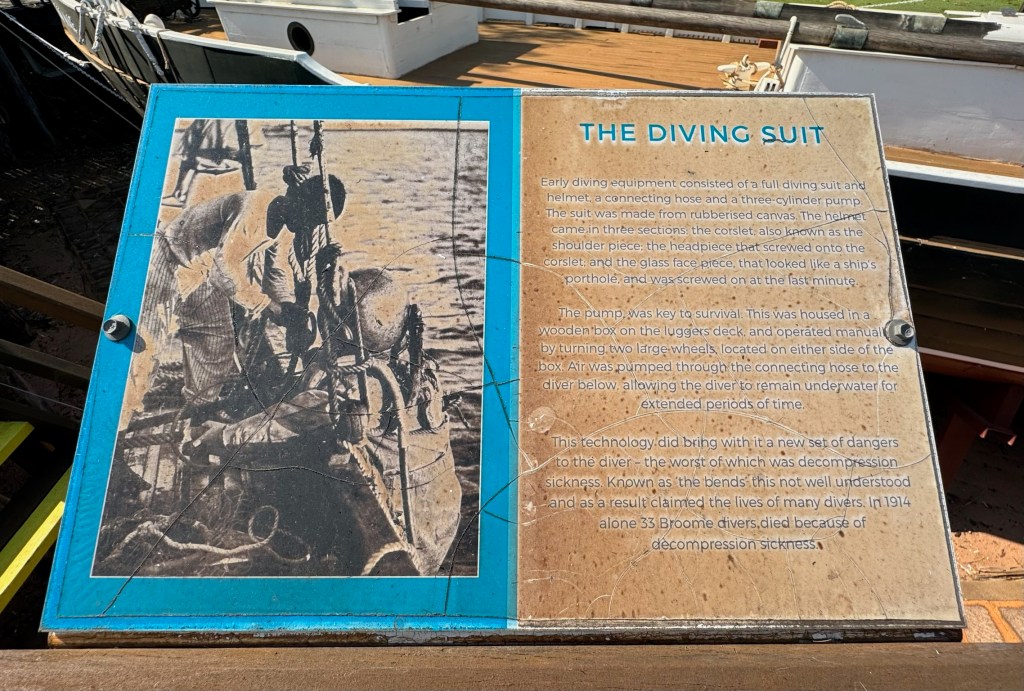 THE DIVING SUIT
Early diving equipment consisted of a full diving suit and
helmet, a connecting hose and a three-cylinder pump.
The suit was made from rubberised canvas. The helmet
came in three sections: the corslet, also known as the
shoulder piece; the headpiece that screwed onto the
corslet; and the glass face piece, that looked like a ship's
porthole, and was screwed on at the last minute.
The pump, was key to survival. This was housed in a
wooden box on the luggers deck, and operated manually
by turning two large wheels, located on either side of the
box. Air was pumped through the connecting hose to the
diver below, allowing the diver to remain underwater for
extended periods of time.
This technology did bring with it a new set of dangers
to the diver – the worst of which was decompression
sickness. Known as 'the bends' this not well understood
and as a result claimed the lives of many divers. In 1914
alone 33 Broome divers died because of
decompression sickness.